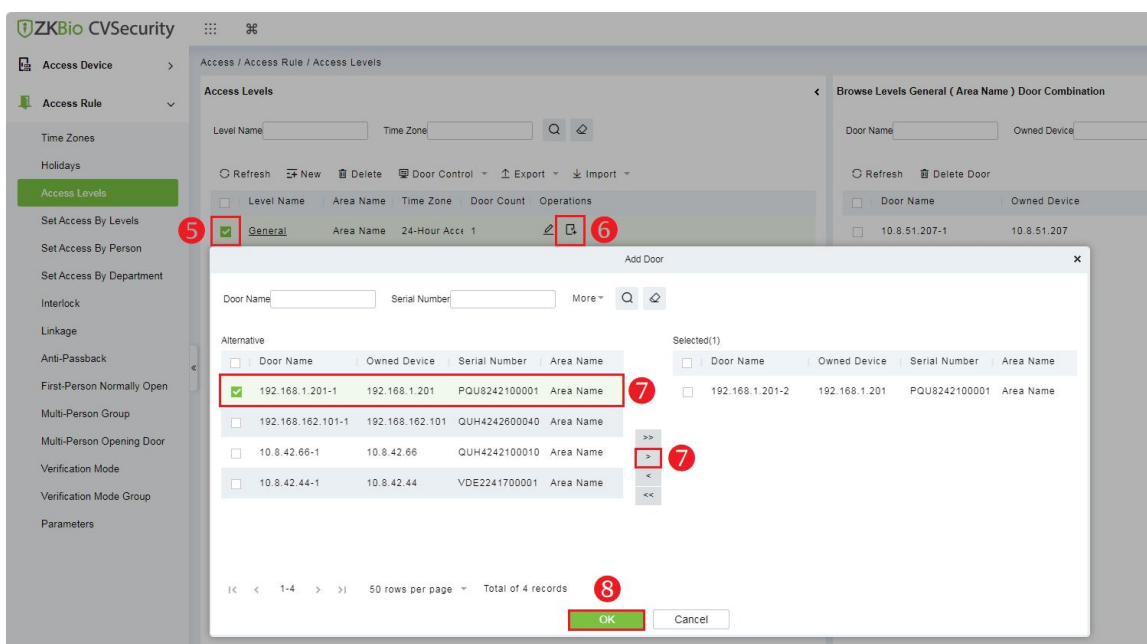 ZKBio CVSecurity
Access Device
Access / Access Rule / Access Levels
Access Rule
Access Levels
Browse Levels General ( Area Name ) Door Combination
Time Zones
Level Name Time Zone
Door Name Owned Device
Holidays
Refresh New Delete Door Control Export Import
Refresh Delete Door
Access Levels
Level Name Area Name Time Zone Door Count Operations
Door Name Owned Device
Set Access By Levels
5 General Area Name 24-Hour Acce 1 6
10.8.51.207-1 10.8.51.207
Set Access By Person
Add Door
Set Access By Department
Door Name Serial Number More
Interlock
Linkage
Alternative
Selected(1)
Anti-Passback
Door Name Owned Device Serial Number Area Name
Door Name Owned Device Serial Number Area Name
First-Person Normally Open
192.168.1.201-1 192.168.1.201 PQU8242100001 Area Name 7
192.168.1.201-2 192.168.1.201 PQU8242100001 Area Name
Multi-Person Group
192.168.162.101-1 192.168.162.101 QUH4242600040 Area Name
Multi-Person Opening Door
>>
10.8.42.66-1 10.8.42.66 QUH4242100010 Area Name
> 7
Verification Mode
<
10.8.42.44-1 10.8.42.44 VDE2241700001 Area Name
<<
Verification Mode Group
Parameters
|< < 1-4 > >| 50 rows per page Total of 4 records
8
OK Cancel